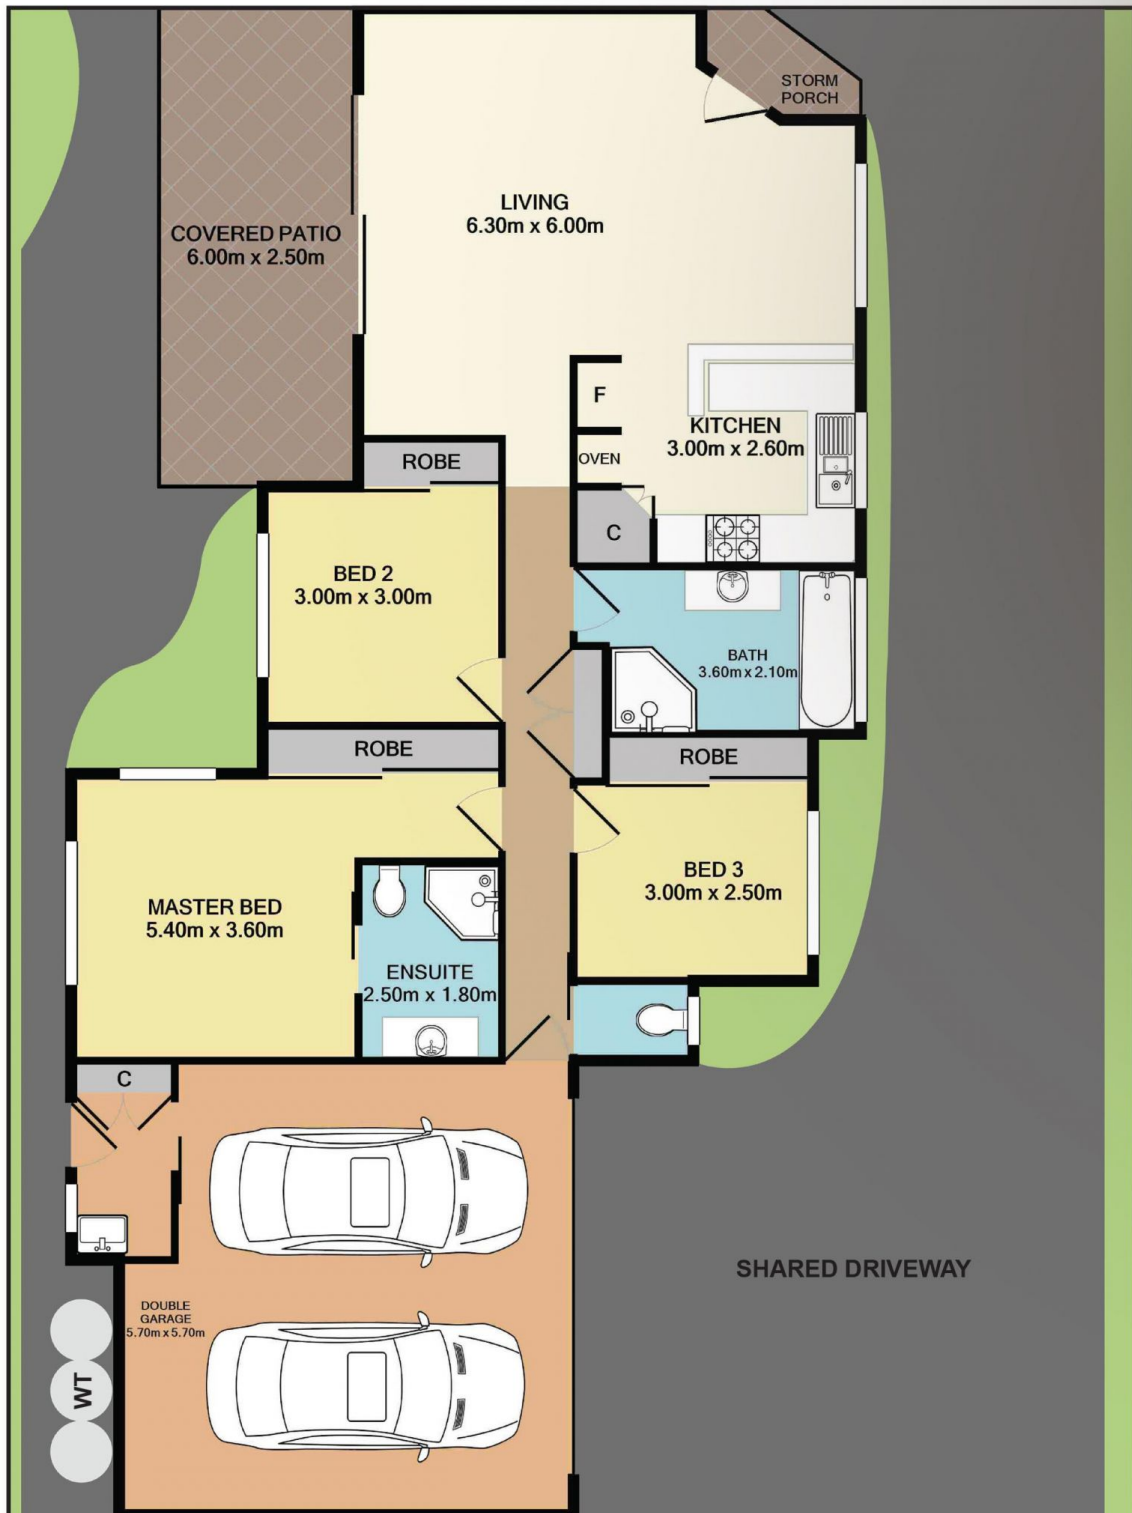 STORM
PORCH
LIVING
6.30m x 6.00m
COVERED PATIO
6.00m x 2.50m
F
KITCHEN
3.00m x 2.60m
ROBE
OVEN
C
BED 2
3.00m x 3.00m
BATH
3.60m x 2.10m
ROBE
ROBE
BED 3
3.00m x 2.50m
MASTER BED
5.40m x 3.60m
ENSUITE
2.50m x 1.80m
C
SHARED DRIVEWAY
DOUBLE
GARAGE
5.70m x 5.70m
WT